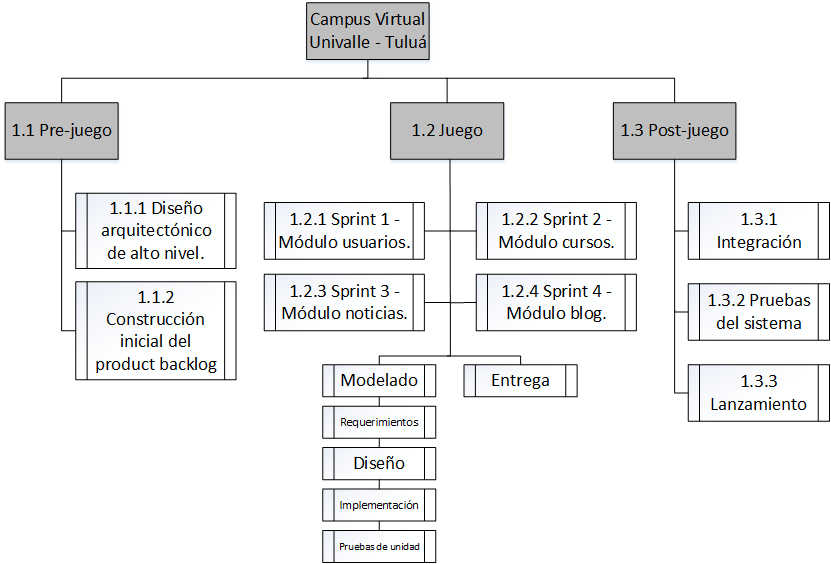 Campus Virtual
Univalle - Tuluá
1.1 Pre-juego
1.2 Juego
1.3 Post-juego
1.1.1 Diseño
arquitectónico
de alto nivel.
1.1.2
Construcción
inicial del
product backlog
1.2.1 Sprint 1 -
Módulo usuarios.
1.2.2 Sprint 2 -
Módulo cursos.
1.2.3 Sprint 3 -
Módulo noticias.
1.2.4 Sprint 4 -
Módulo blog.
Modelado
Entrega
Requerimientos
Diseño
Implementación
Pruebas de unidad
1.3.1
Integración
1.3.2 Pruebas
del sistema
1.3.3
Lanzamiento